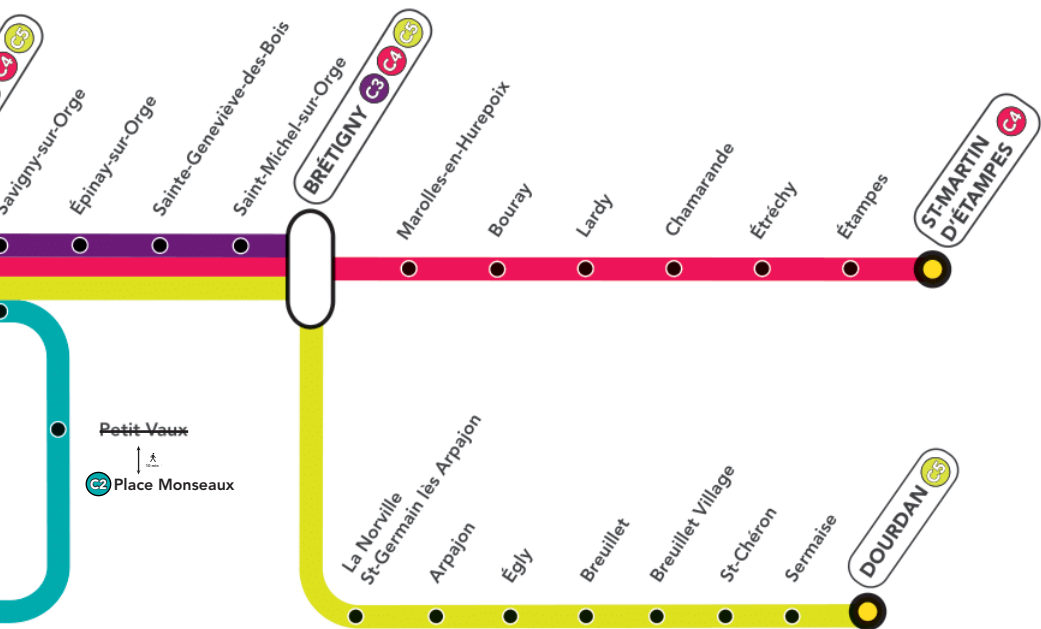 C4 C5
Savigny-sur-Orge
Épinay-sur-Orge
Sainte-Geneviève-des-Bois
Saint-Michel-sur-Orge
BRÉTIGNY C3 C4 C5
Marolles-en-Hurepoix
Bouray
Lardy
Chamarande
Étréchy
Étampes
ST-MARTIN
D'ÉTAMPES C4
Petit Vaux
C2 Place Monseaux
La Norville
St-Germain lès Arpajon
Arpajon
Égly
Breuillet
Breuillet Village
St-Chéron
Sermaise
DOURDAN C5